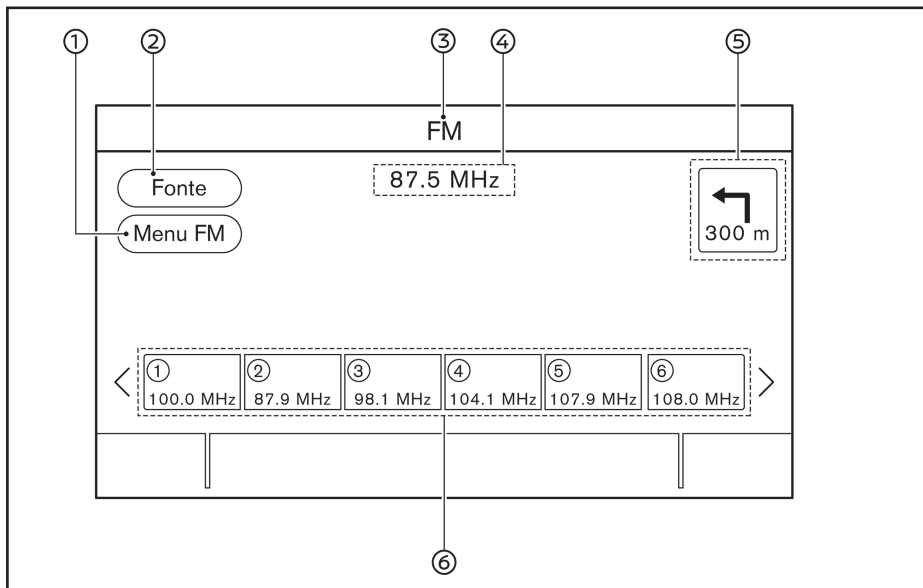 ① ② ③ ④ ⑤
FM
Fonte
87.5 MHz
Menu FM
300 m
① ② ③ ④ ⑤ ⑥
100.0 MHz 87.9 MHz 98.1 MHz 104.1 MHz 107.9 MHz 108.0 MHz
⑥